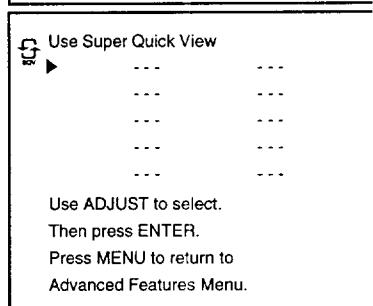 Use Super Quick View
SQV
▶ --- ---
--- ---
--- ---
--- ---
--- ---
Use ADJUST to select.
Then press ENTER.
Press MENU to return to
Advanced Features Menu.